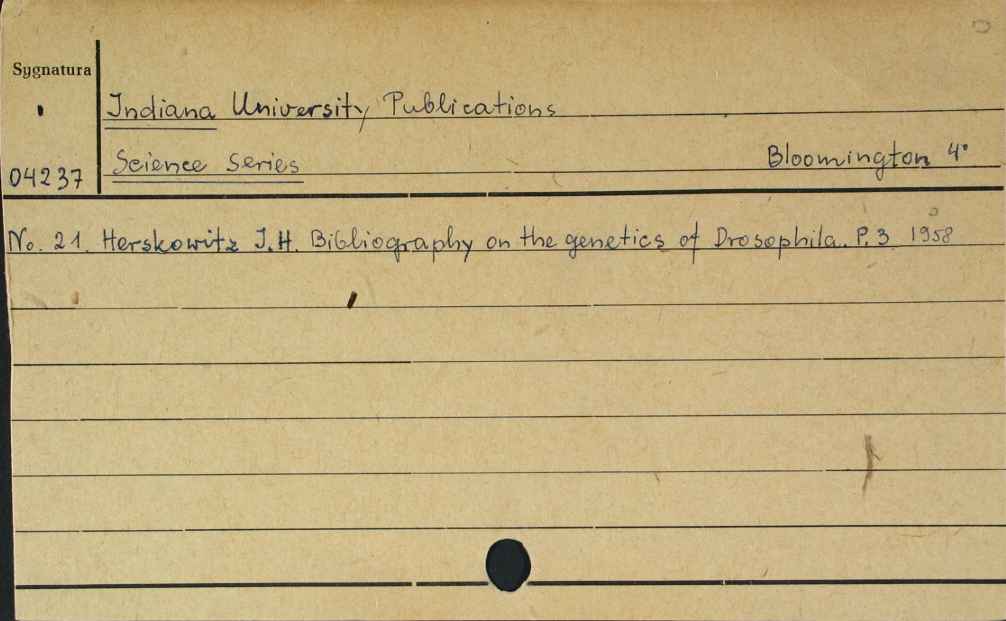 Sygnatura
Indiana University Publications
Science Series Bloomington 4°
04237
No. 21. Herskowitz I.H. Bibliography on the genetics of Drosophila. P. 3 1958